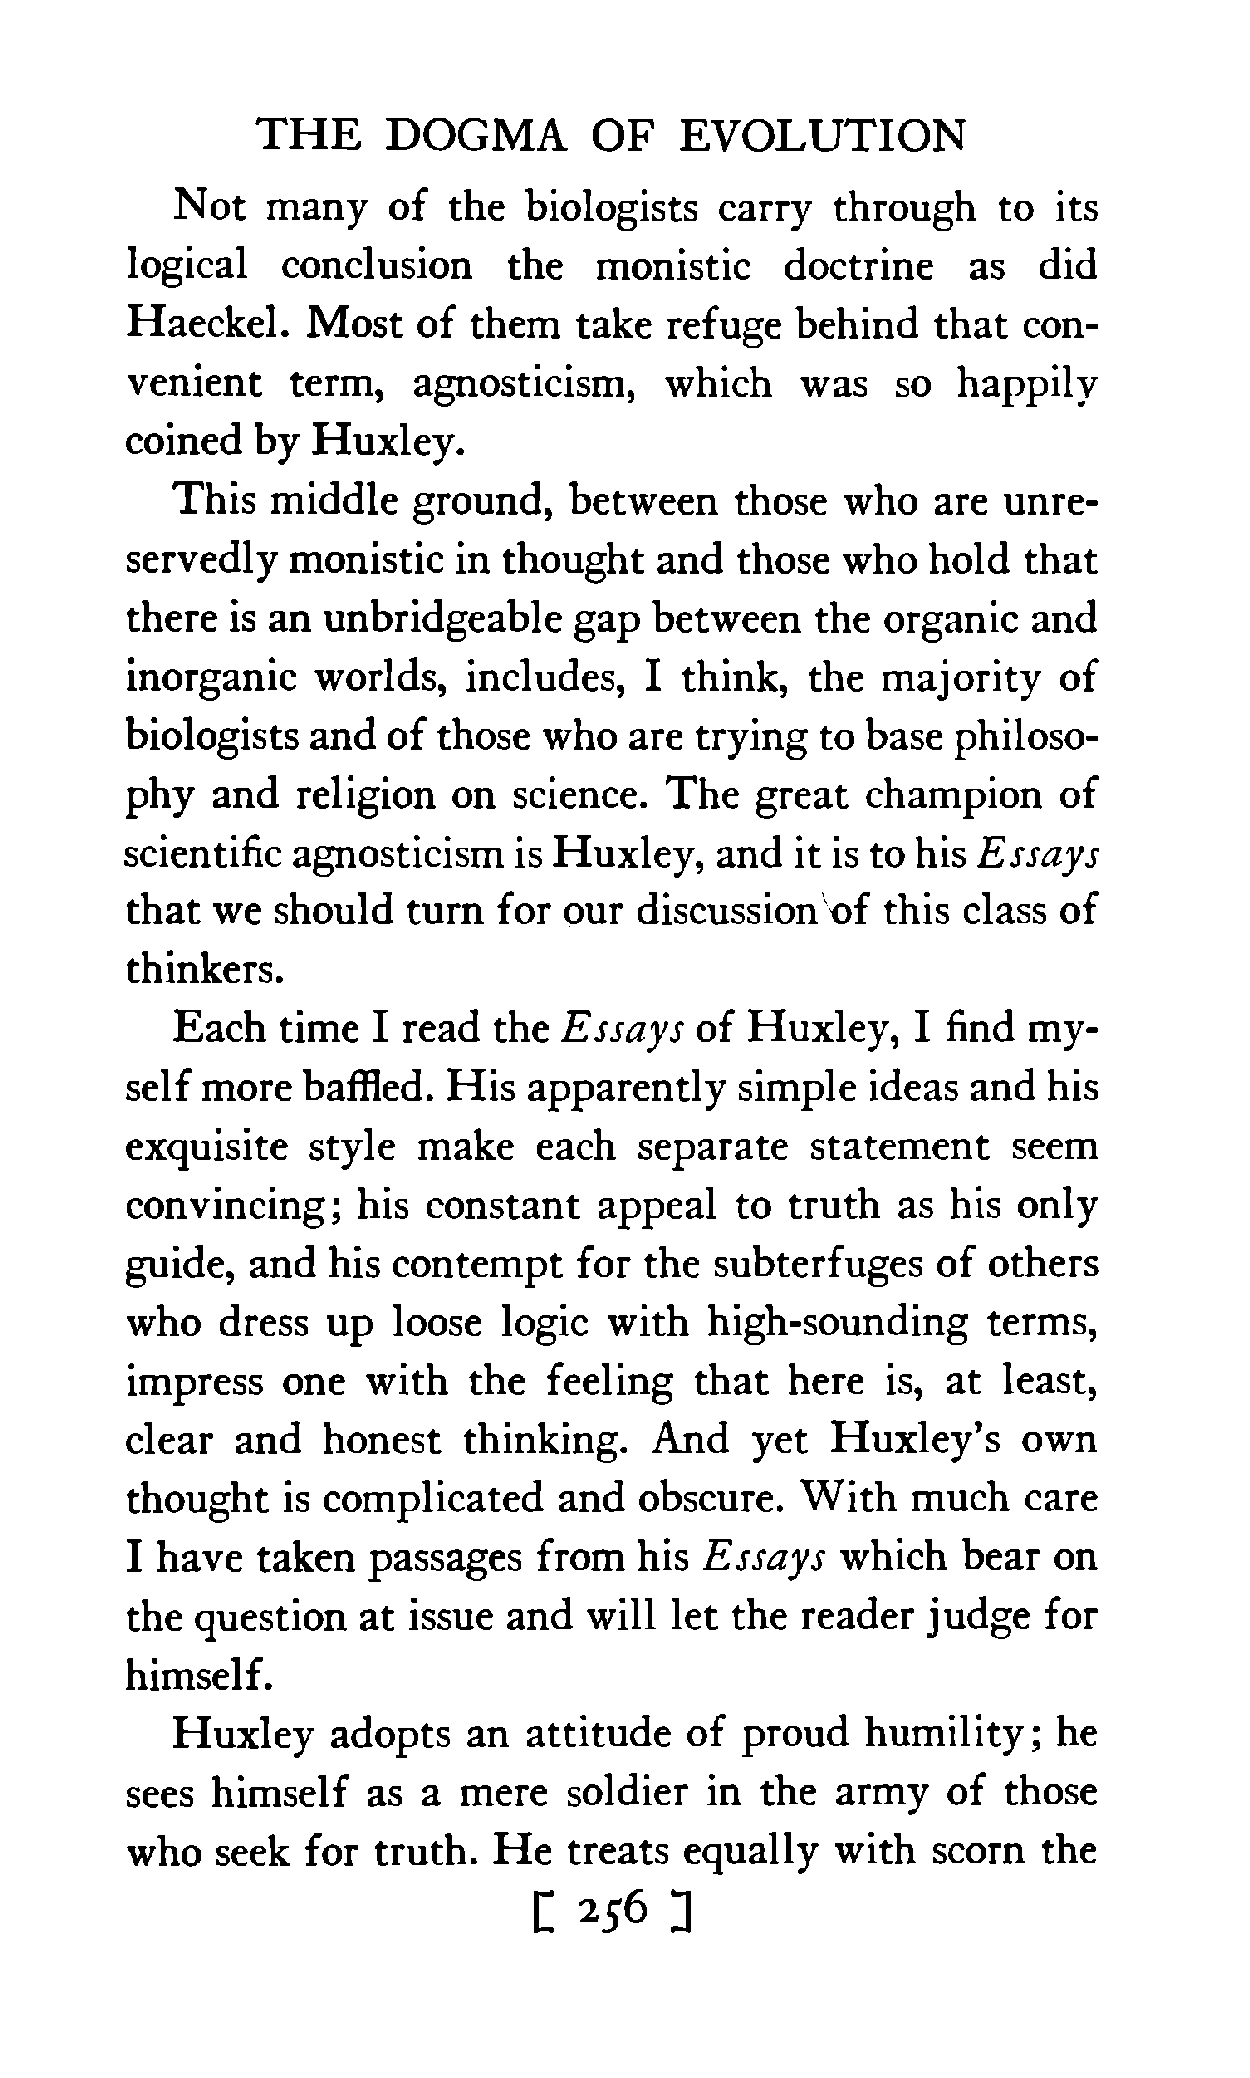 THE DOGMA OF EVOLUTION
Not many of the biologists carry through to its
logical conclusion the monistic doctrine as did
Haeckel. Most of them take refuge behind that con-
venient term, agnosticism, which was so happily
coined by Huxley.
This middle ground, between those who are unre-
servedly monistic in thought and those who hold that
there is an unbridgeable gap between the organic and
inorganic worlds, includes, I think, the majority of
biologists and of those who are trying to base philoso-
phy and religion on science. The great champion of
scientific agnosticism is Huxley, and it is to his Essays
that we should turn for our discussion of this class of
thinkers.
Each time I read the Essays of Huxley, I find my-
self more baffled. His apparently simple ideas and his
exquisite style make each separate statement seem
convincing; his constant appeal to truth as his only
guide, and his contempt for the subterfuges of others
who dress up loose logic with high-sounding terms,
impress one with the feeling that here is, at least,
clear and honest thinking. And yet Huxley's own
thought is complicated and obscure. With much care
I have taken passages from his Essays which bear on
the question at issue and will let the reader judge for
himself.
Huxley adopts an attitude of proud humility; he
sees himself as a mere soldier in the army of those
who seek for truth. He treats equally with scorn the
[ 256 ]